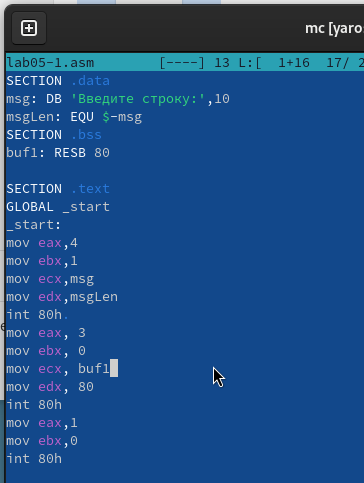 mc [yaro
lab05-1.asm [----] 13 L:[ 1+16 17/ 2
SECTION .data
msg: DB 'Введите строку:',10
msgLen: EQU $-msg
SECTION .bss
buf1: RESB 80
SECTION .text
GLOBAL _start
_start:
mov eax,4
mov ebx,1
mov ecx,msg
mov edx,msgLen
int 80h
mov eax, 3
mov ebx, 0
mov ecx, buf1
mov edx, 80
int 80h
mov eax,1
mov ebx,0
int 80h